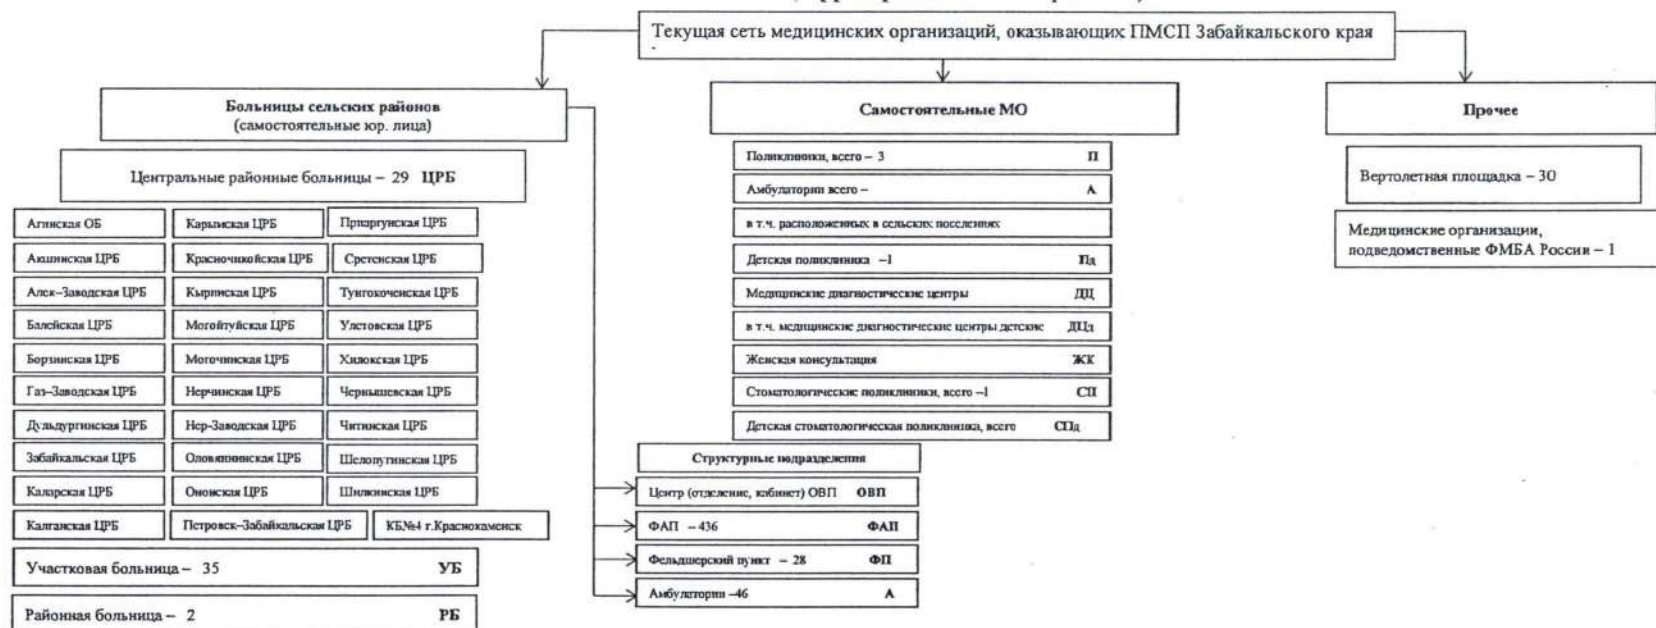 Текущая сеть медицинских организаций, оказывающих ПМСП Забайкальского края
Больницы сельских районов
(самостоятельные юр. лица)
Центральные районные больницы – 29 ЦРБ
Агинская ОБ
Карымская ЦРБ
Приаргунская ЦРБ
Акшинская ЦРБ
Красночикойская ЦРБ
Сретенская ЦРБ
Алек–Заводская ЦРБ
Кыринская ЦРБ
Тунгокоченская ЦРБ
Балейская ЦРБ
Могойтуйская ЦРБ
Улетовская ЦРБ
Борзинская ЦРБ
Могочинская ЦРБ
Хилокская ЦРБ
Газ–Заводская ЦРБ
Нерчинская ЦРБ
Чернышевская ЦРБ
Дульдургинская ЦРБ
Нер-Заводская ЦРБ
Читинская ЦРБ
Забайкальская ЦРБ
Оловяннинская ЦРБ
Шелопугинская ЦРБ
Каларская ЦРБ
Ононская ЦРБ
Шилкинская ЦРБ
Калганская ЦРБ
Петровск–Забайкальская ЦРБ
КБ№4 г.Краснокаменск
Участковая больница – 35 УБ
Районная больница – 2 РБ
Самостоятельные МО
Поликлиники, всего – 3 П
Амбулатории всего – А
в т.ч. расположенных в сельских поселениях
Детская поликлиника –1 Пд
Медицинские диагностические центры ДЦ
в т.ч. медицинские диагностические центры детские ДЦд
Женская консультация ЖК
Стоматологические поликлиники, всего –1 СП
Детская стоматологическая поликлиника, всего СПд
Структурные подразделения
Центр (отделение, кабинет) ОВП ОВП
ФАП – 436 ФАП
Фельдшерский пункт – 28 ФП
Амбулатории –46 А
Прочее
Вертолетная площадка – 30
Медицинские организации,
подведомственные ФМБА России – 1